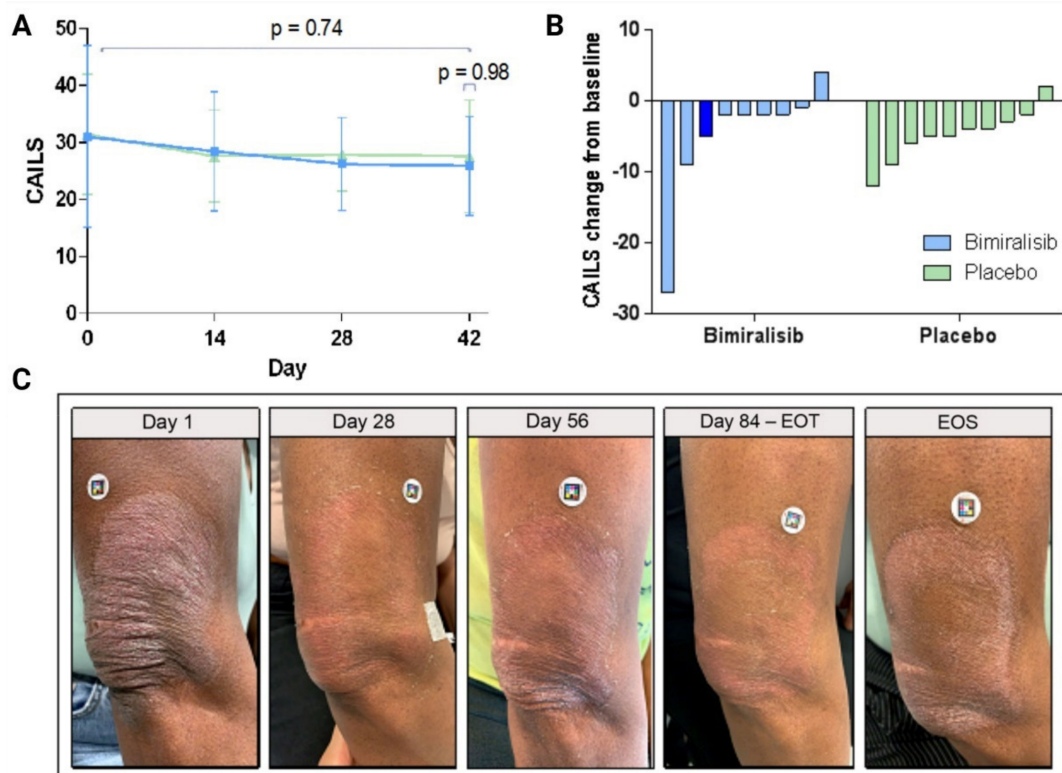 A
50
40
30
20
10
0
CAILS
p = 0.74
p = 0.98
0 14 28 42
Day
B
10
0
-10
-20
-30
CAILS change from baseline
Bimiralisib
Placebo
Bimiralisib Placebo
C
Day 1 Day 28 Day 56 Day 84 – EOT EOS